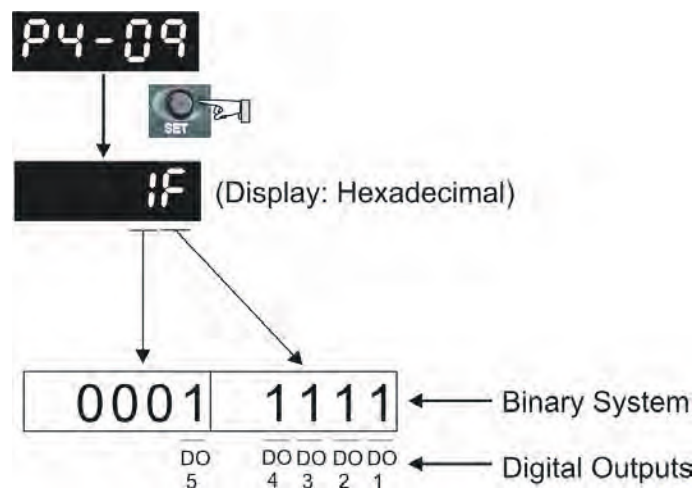 P4-09
SET
1F (Display: Hexadecimal)
0001 1111 Binary System
DO DO DO DO DO Digital Outputs
5 4 3 2 1